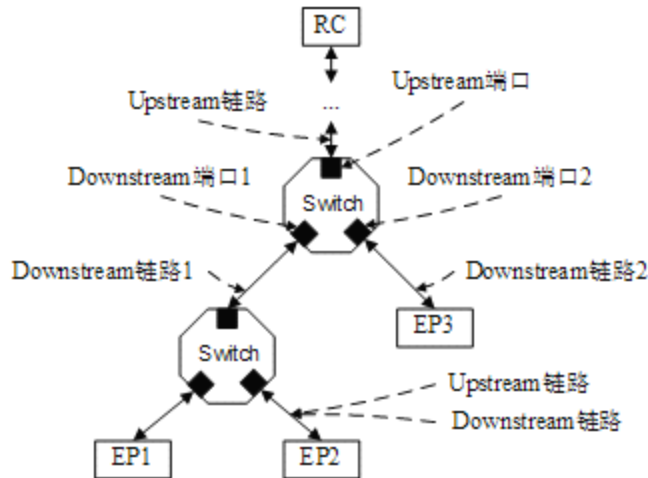 RC
Upstream端口
...
Upstream链路
Downstream端口1
Downstream端口2
Switch
Downstream链路1
Downstream链路2
EP3
Switch
Upstream链路
Downstream链路
EP1
EP2